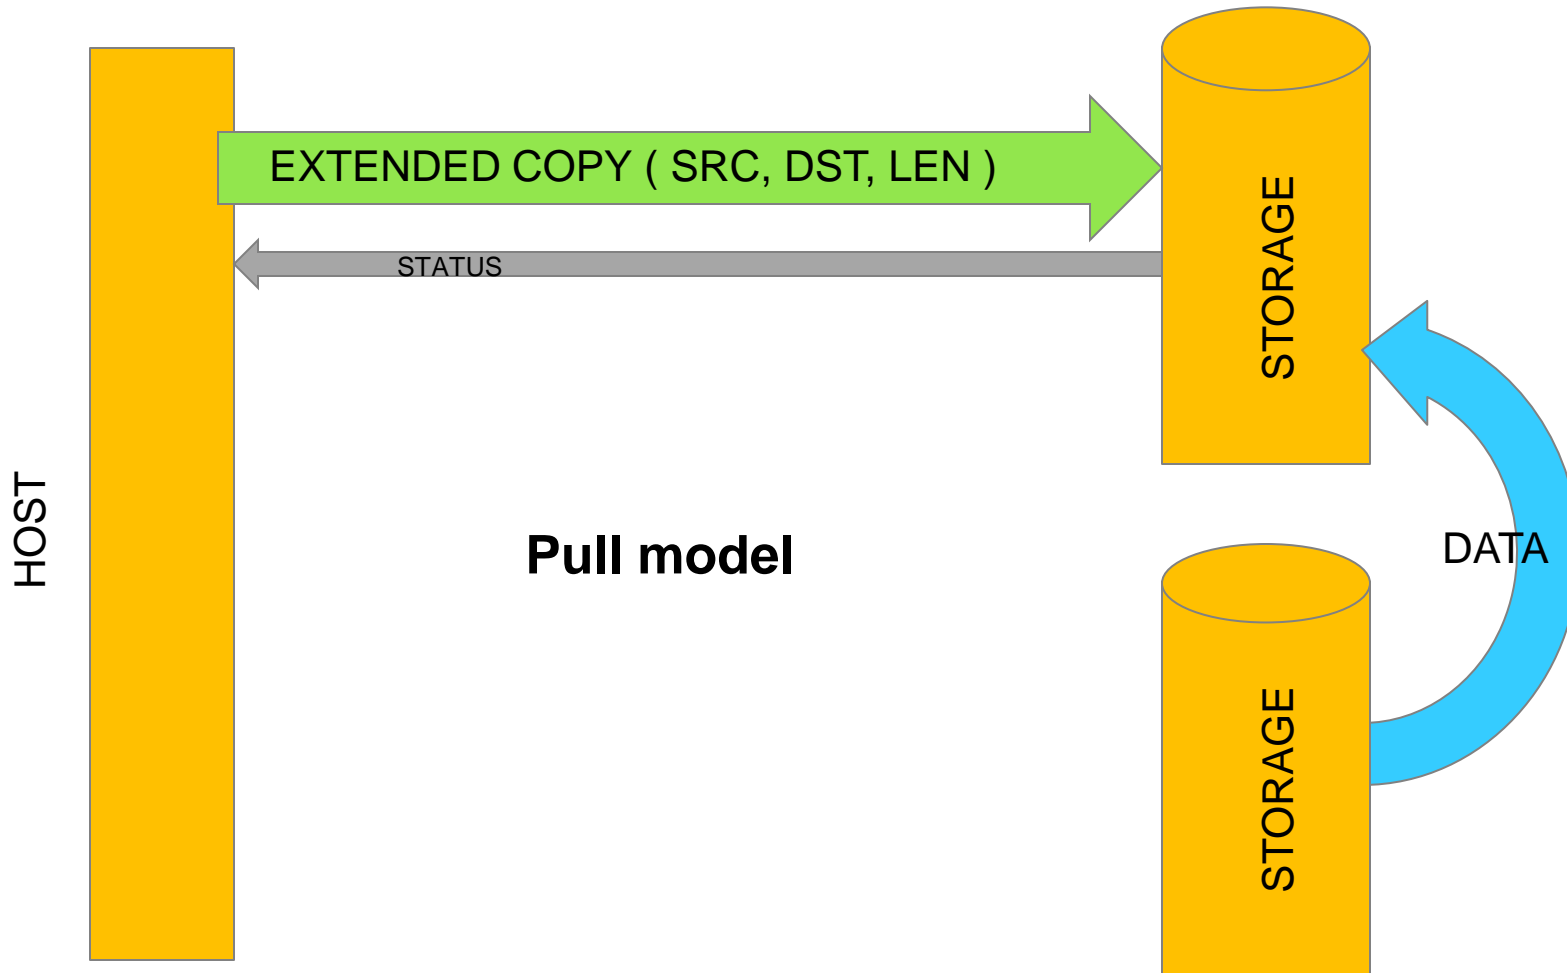 EXTENDED COPY ( SRC, DST, LEN )
STATUS
STORAGE
HOST
Pull model
DATA
STORAGE